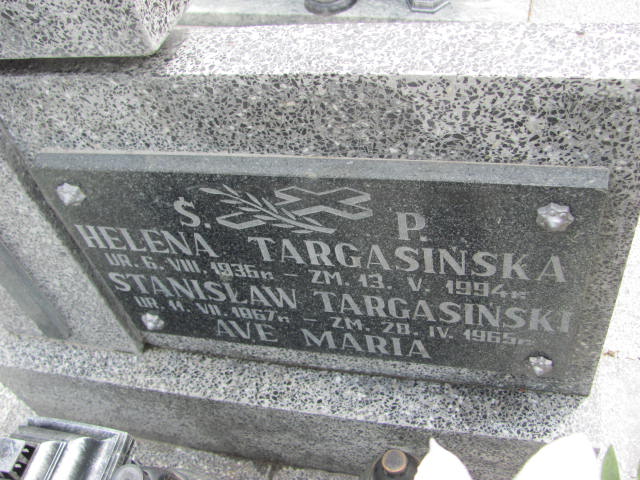 Ś. P.
HELENA TARGASIŃSKA
UR. 6. VIII. 1936r. – ZM. 13. V. 1994r.
STANISŁAW TARGASIŃSKI
UR. 11. VII. 1967r. – ZM. 28. IV. 1969r.
AVE MARIA